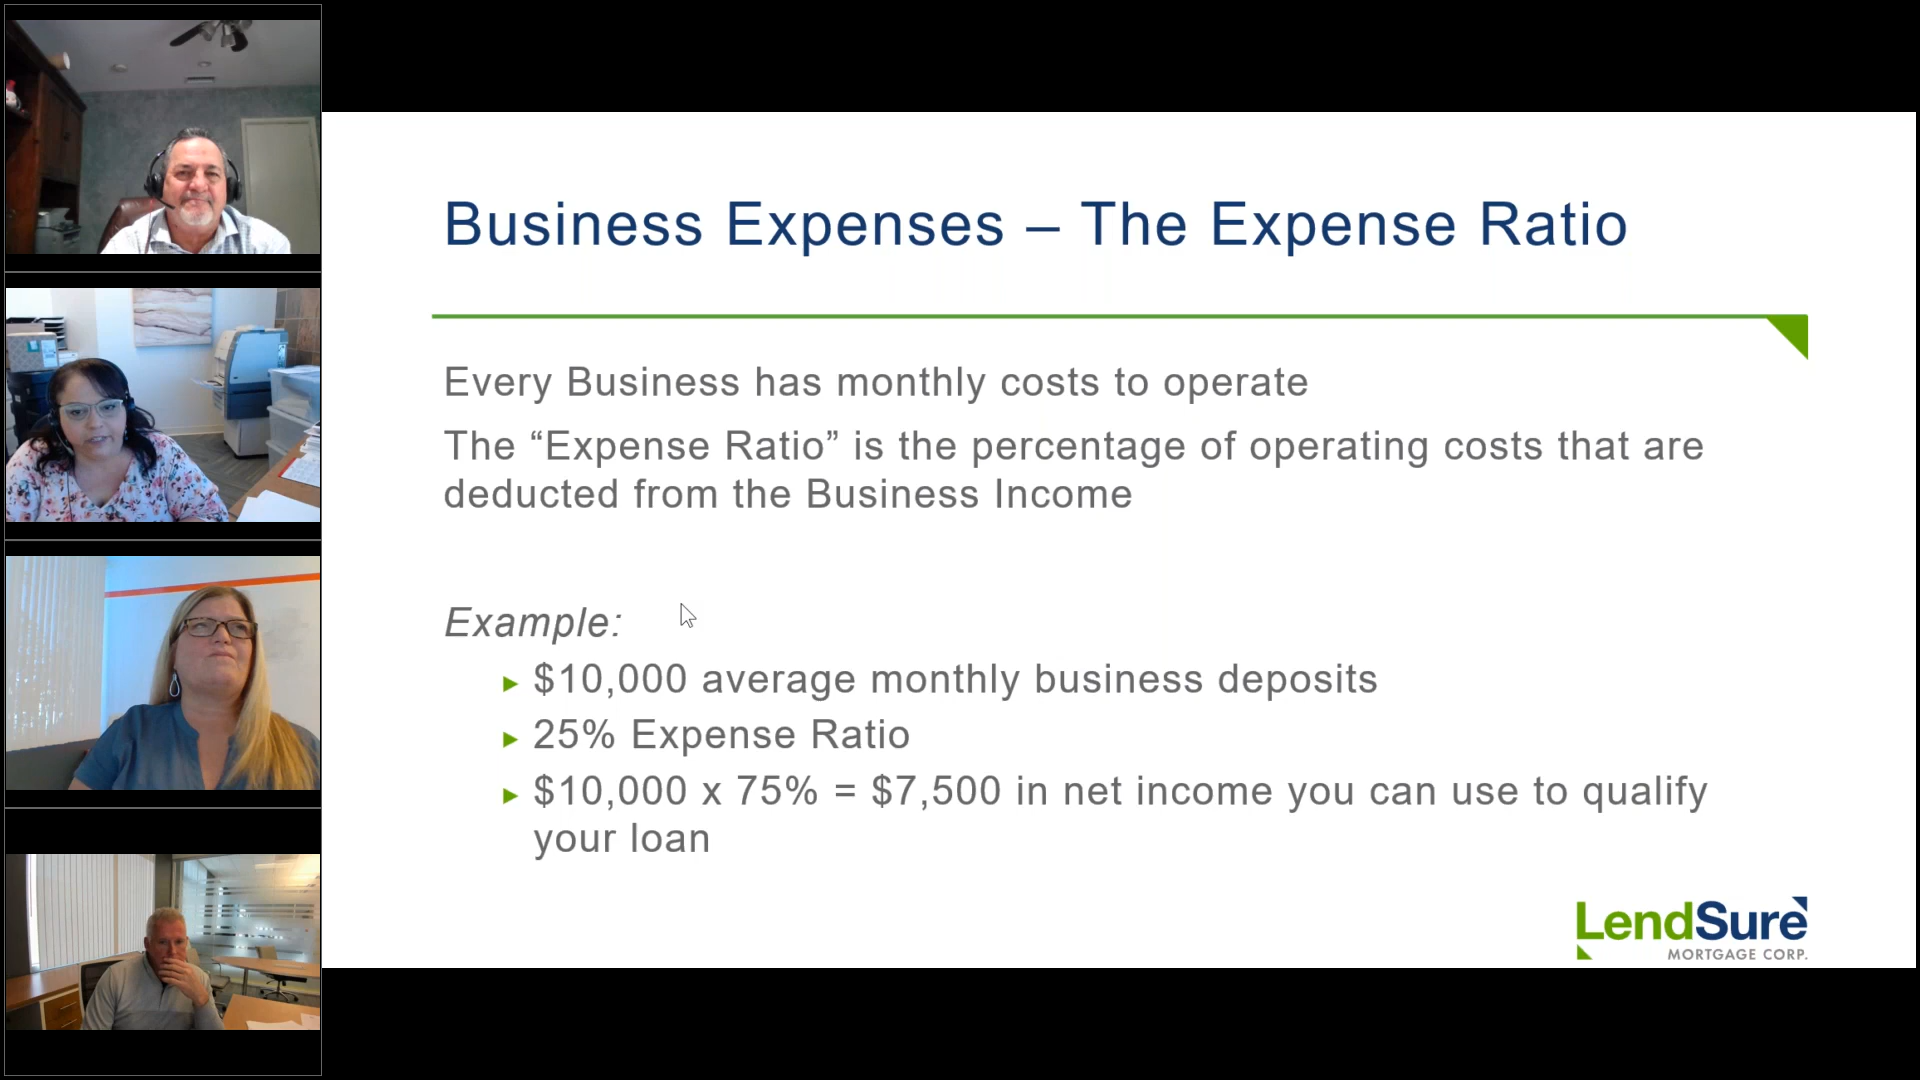 Business Expenses – The Expense Ratio
Every Business has monthly costs to operate
The “Expense Ratio” is the percentage of operating costs that are
deducted from the Business Income
Example:
▸ $10,000 average monthly business deposits
▸ 25% Expense Ratio
▸ $10,000 x 75% = $7,500 in net income you can use to qualify
your loan
LendSure
MORTGAGE CORP.